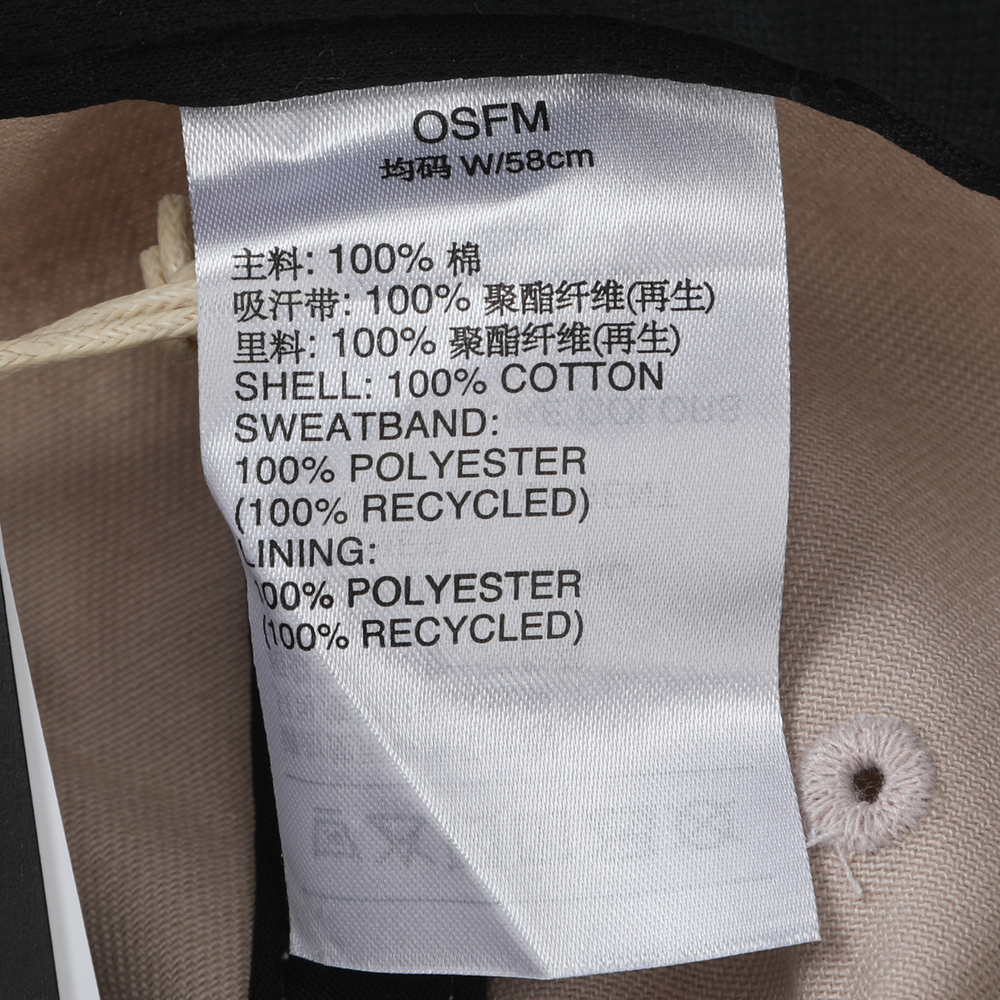 OSFM
均码 W/58cm
主料: 100% 棉
吸汗带: 100% 聚酯纤维(再生)
里料: 100% 聚酯纤维(再生)
SHELL: 100% COTTON
SWEATBAND:
100% POLYESTER
(100% RECYCLED)
LINING:
100% POLYESTER
(100% RECYCLED)